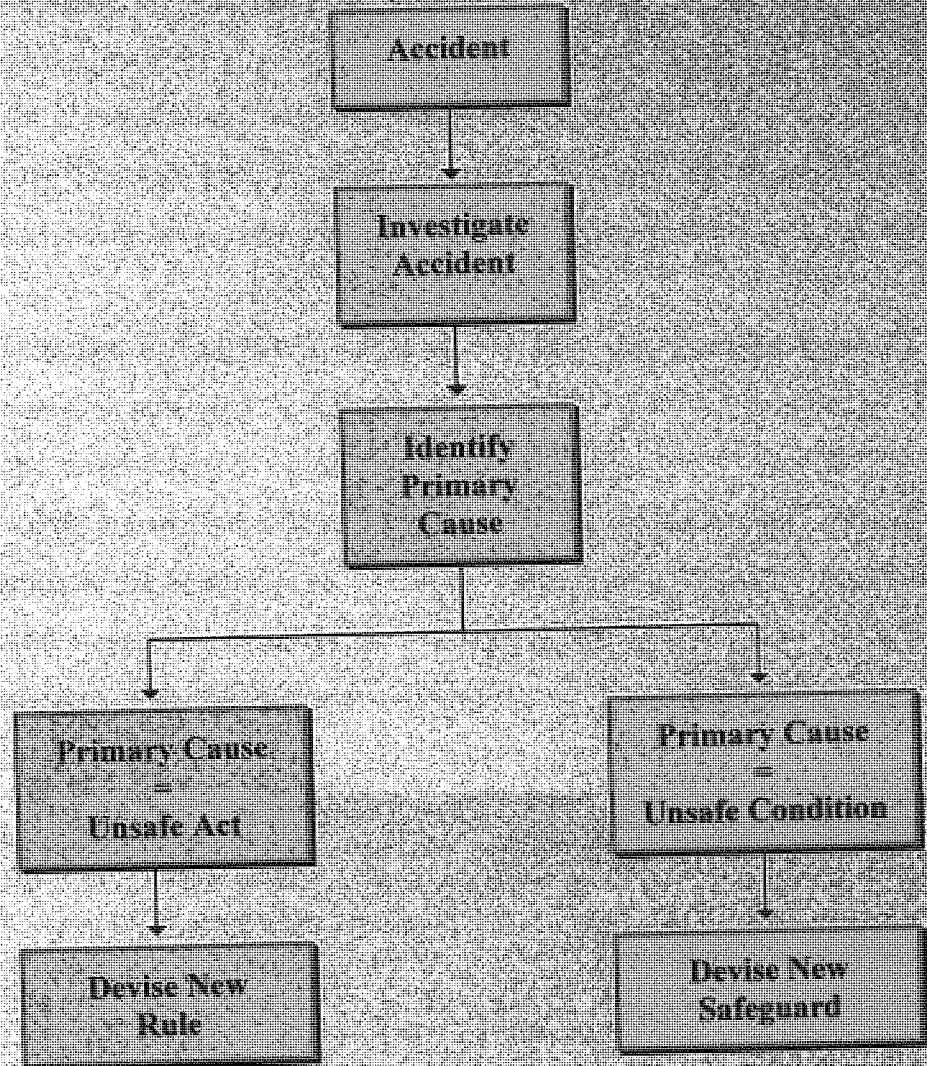 Accident
Investigate
Accident
Identify
Primary
Cause
Primary Cause
=
Unsafe Act
Primary Cause
=
Unsafe Condition
Devise New
Rule
Devise New
Safeguard